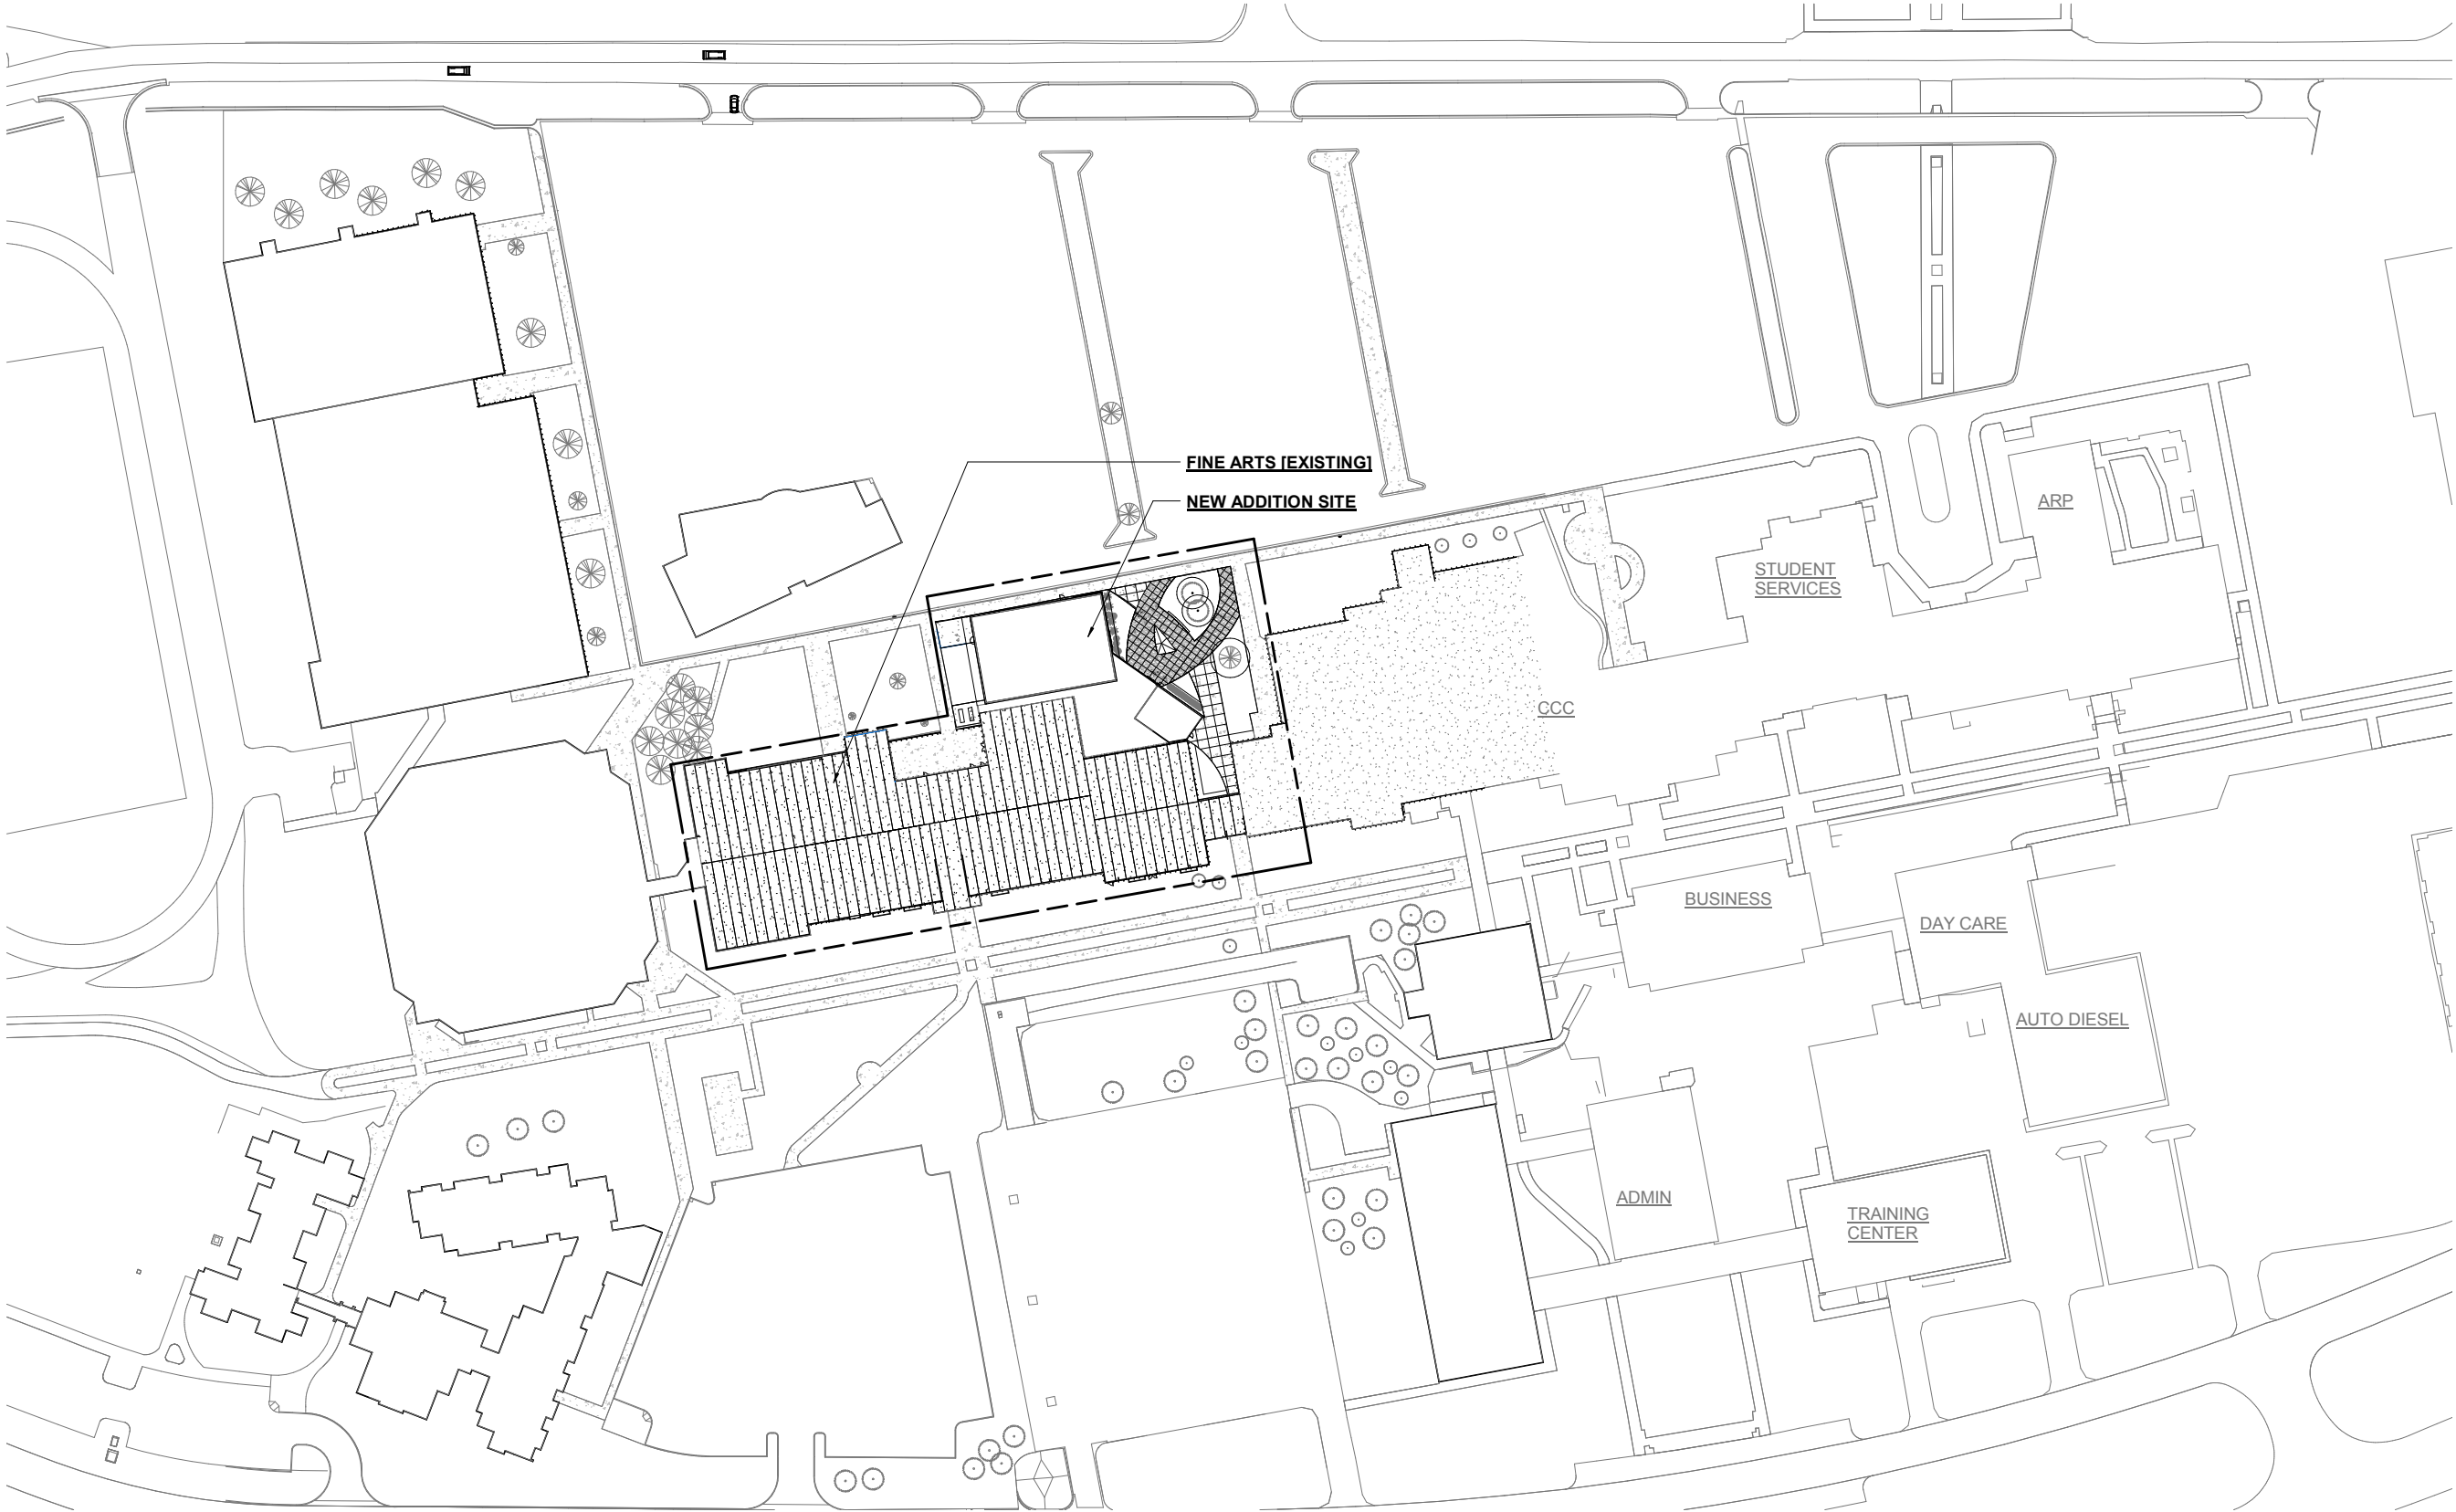 FINE ARTS [EXISTING]
NEW ADDITION SITE
ARP
STUDENT
SERVICES
CCC
BUSINESS
DAY CARE
AUTO DIESEL
ADMIN
TRAINING
CENTER